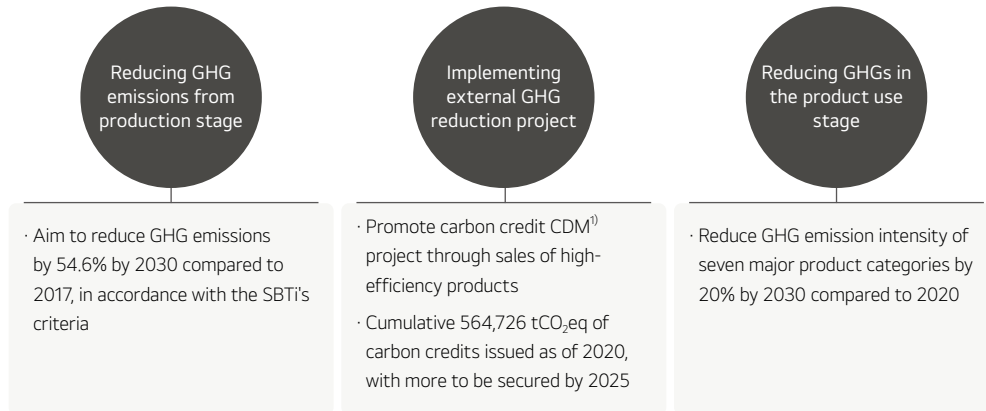 Reducing GHG
emissions from
production stage
· Aim to reduce GHG emissions
by 54.6% by 2030 compared to
2017, in accordance with the SBTi's
criteria
Implementing
external GHG
reduction project
· Promote carbon credit CDM¹⁾
project through sales of high-
efficiency products
· Cumulative 564,726 tCO₂eq of
carbon credits issued as of 2020,
with more to be secured by 2025
Reducing GHGs in
the product use
stage
· Reduce GHG emission intensity of
seven major product categories by
20% by 2030 compared to 2020